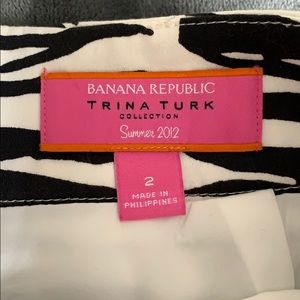 BANANA REPUBLIC
TRINA TURK
COLLECTION
Summer 2012
2
MADE IN
PHILIPPINES